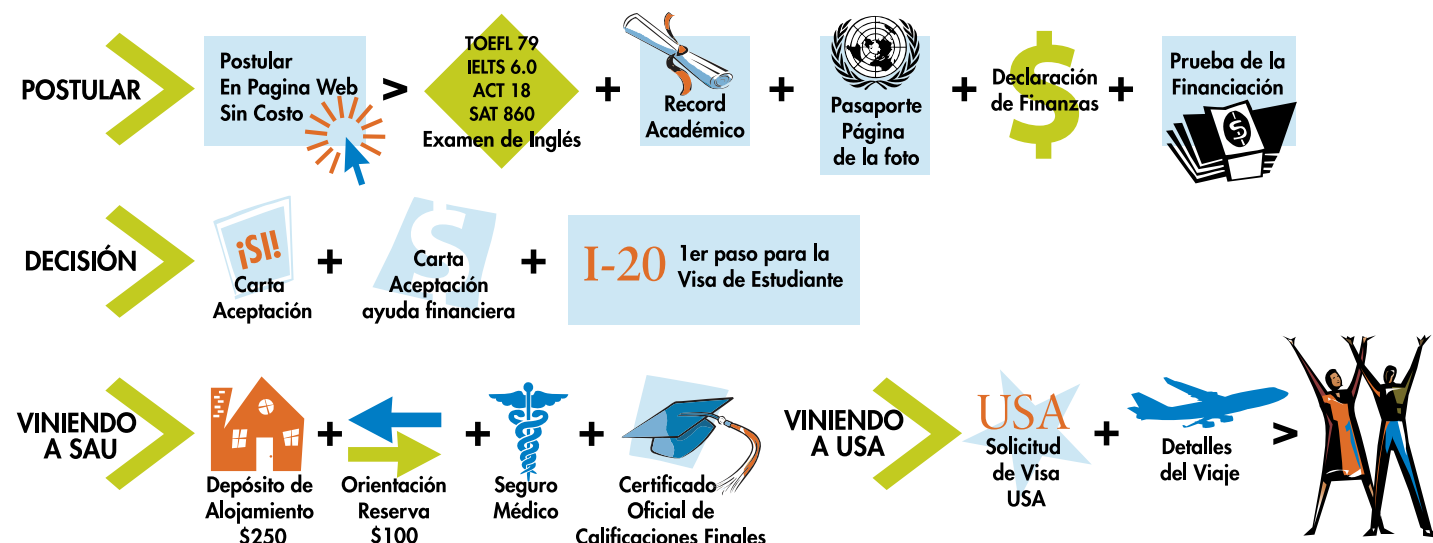 POSTULAR
Postular
En Pagina Web
Sin Costo
>
TOEFL 79
IELTS 6.0
ACT 18
SAT 860
Examen de Inglés
+
Record
Académico
+
Pasaporte
Página
de la foto
+
$
Declaración
de Finanzas
+
Prueba de la
Financiación
$
DECISIÓN
¡SI!
Carta
Aceptación
+
$
Carta
Aceptación
ayuda financiera
+
I-20
1er paso para la
Visa de Estudiante
VINIENDO
A SAU
Depósito de
Alojamiento
$250
+
Orientación
Reserva
$100
+
Seguro
Médico
+
Certificado
Oficial de
Calificaciones Finales
VINIENDO
A USA
USA
Solicitud
de Visa
USA
+
Detalles
del Viaje
>